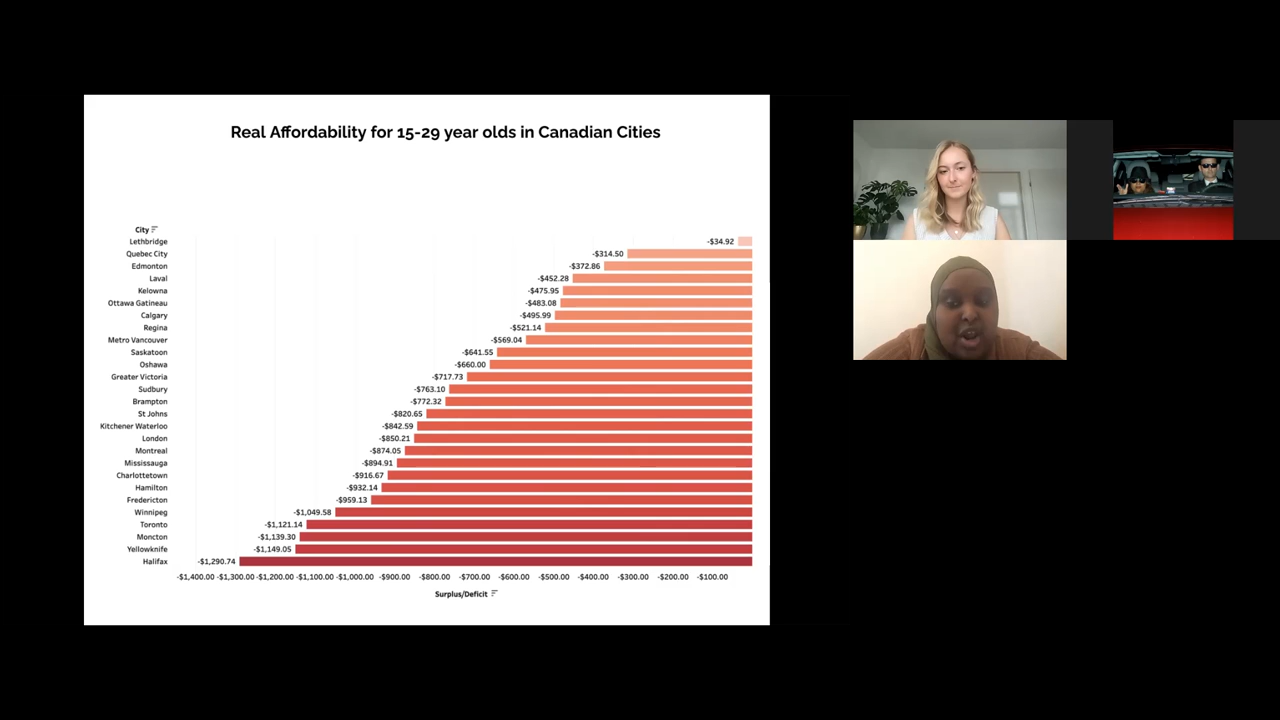 Real Affordability for 15-29 year olds in Canadian Cities
City
Lethbridge -$34.92
Quebec City -$314.50
Edmonton -$372.86
Laval -$452.28
Kelowna -$475.95
Ottawa Gatineau -$483.08
Calgary -$495.99
Regina -$521.14
Metro Vancouver -$569.04
Saskatoon -$641.55
Oshawa -$660.00
Greater Victoria -$717.73
Sudbury -$763.10
Brampton -$772.32
St Johns -$820.65
Kitchener Waterloo -$842.59
London -$850.21
Montreal -$874.05
Mississauga -$894.91
Charlottetown -$916.67
Hamilton -$932.14
Fredericton -$959.13
Winnipeg -$1,049.58
Toronto -$1,121.14
Moncton -$1,139.30
Yellowknife -$1,149.05
Halifax -$1,290.74
-$1,400.00 -$1,300.00 -$1,200.00 -$1,100.00 -$1,000.00 -$900.00 -$800.00 -$700.00 -$600.00 -$500.00 -$400.00 -$300.00 -$200.00 -$100.00
Surplus/Deficit